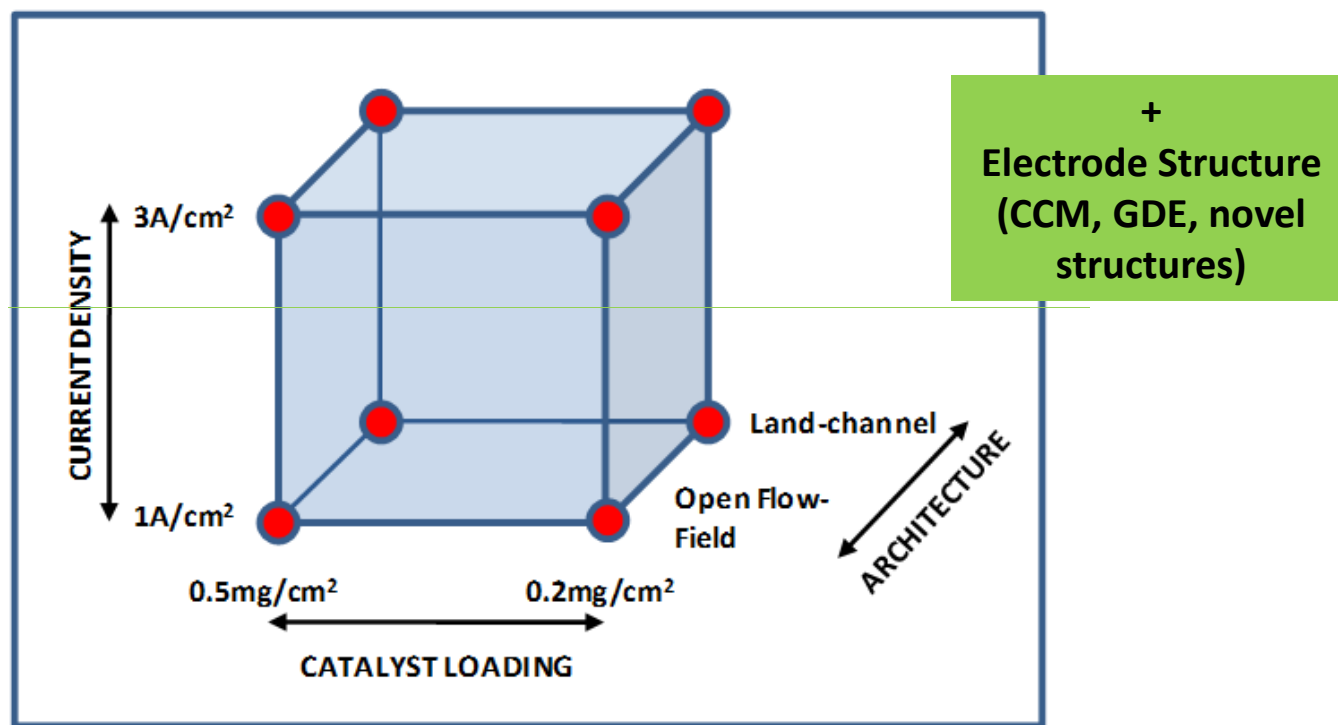 +
Electrode Structure
(CCM, GDE, novel
structures)
3A/cm²
CURRENT DENSITY
1A/cm²
Land-channel
Open Flow-
Field
ARCHITECTURE
0.5mg/cm²
0.2mg/cm²
CATALYST LOADING